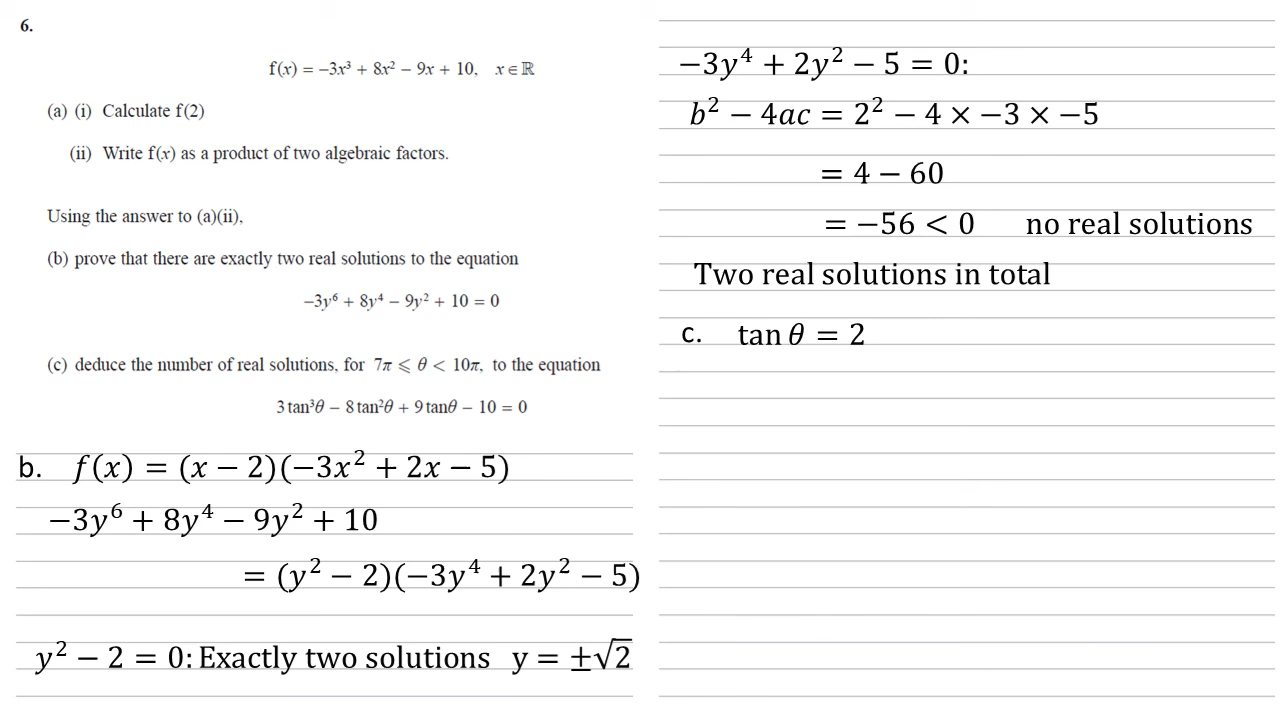 6.
f(x) = −3x³ + 8x² − 9x + 10, x ∈ ℝ
(a) (i) Calculate f(2)
(ii) Write f(x) as a product of two algebraic factors.
Using the answer to (a)(ii),
(b) prove that there are exactly two real solutions to the equation
−3y⁶ + 8y⁴ − 9y² + 10 = 0
(c) deduce the number of real solutions, for 7π ⩽ θ < 10π, to the equation
3 tan³θ − 8 tan²θ + 9 tanθ − 10 = 0
b. f(x) = (x − 2)(−3x² + 2x − 5)
−3y⁶ + 8y⁴ − 9y² + 10
= (y² − 2)(−3y⁴ + 2y² − 5)
y² − 2 = 0: Exactly two solutions y = ±√2
−3y⁴ + 2y² − 5 = 0:
b² − 4ac = 2² − 4 × −3 × −5
= 4 − 60
= −56 < 0 no real solutions
Two real solutions in total
c. tan θ = 2